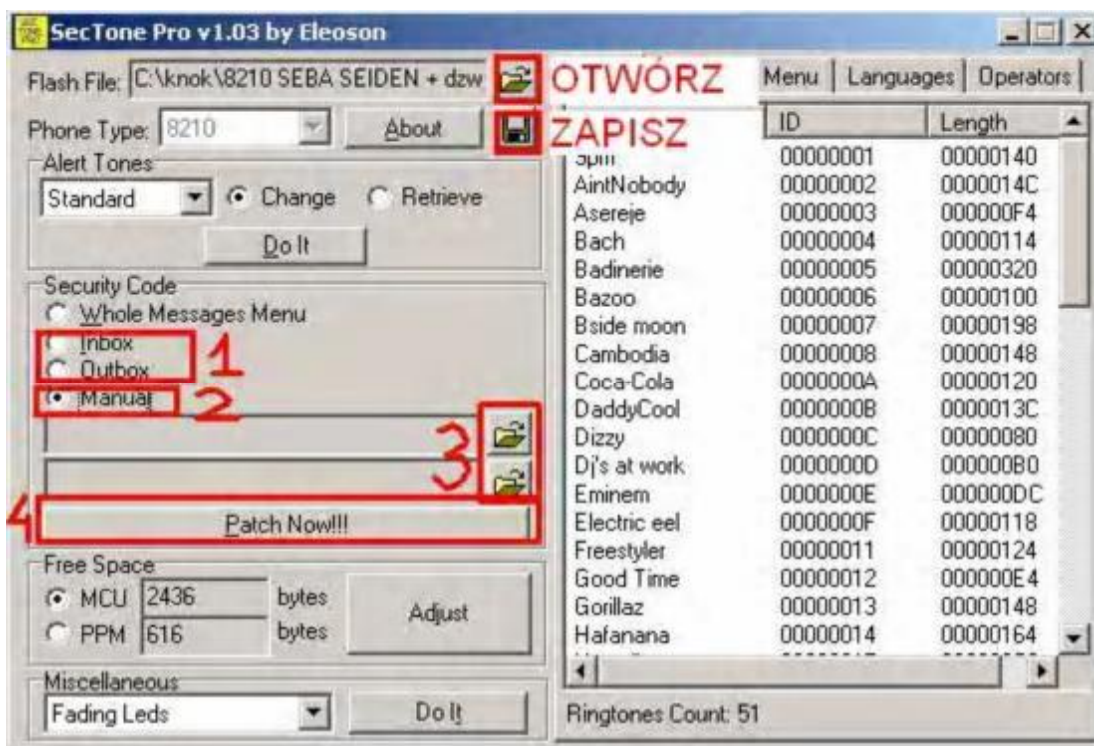 SecTone Pro v1.03 by Eleoson
Flash File: C:\knok\8210 SEBA SEIDEN + dzw
OTWÓRZ
Menu Languages Operators
Phone Type: 8210 About
ZAPISZ
ID Length
Alert Tones
Standard Change Retrieve
Do It
Security Code
Whole Messages Menu
Inbox
Outbox
1
Manual
2
3
4
Patch Now!!!
Free Space
MCU 2436 bytes
PPM 616 bytes
Adjust
Miscellaneous
Fading Leds Do It
00000001 00000140
AintNobody 00000002 0000014C
Asereje 00000003 000000F4
Bach 00000004 00000114
Badinerie 00000005 00000320
Bazoo 00000006 00000100
Bside moon 00000007 00000198
Cambodia 00000008 00000148
Coca-Cola 0000000A 00000120
DaddyCool 0000000B 0000013C
Dizzy 0000000C 00000080
Dj's at work 0000000D 000000B0
Eminem 0000000E 000000DC
Electric eel 0000000F 00000118
Freestyler 00000011 00000124
Good Time 00000012 000000E4
Gorillaz 00000013 00000148
Hafanana 00000014 00000164
Ringtones Count: 51